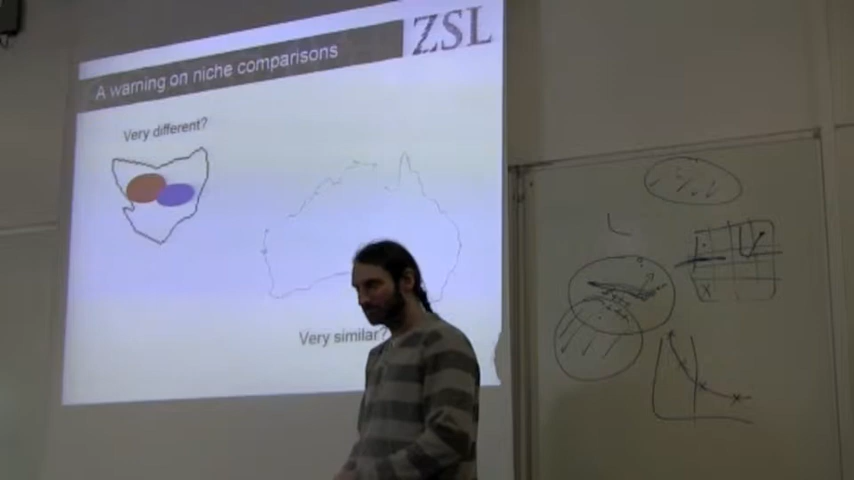 ZSL
A warning on niche comparisons
Very different?
Very similar?